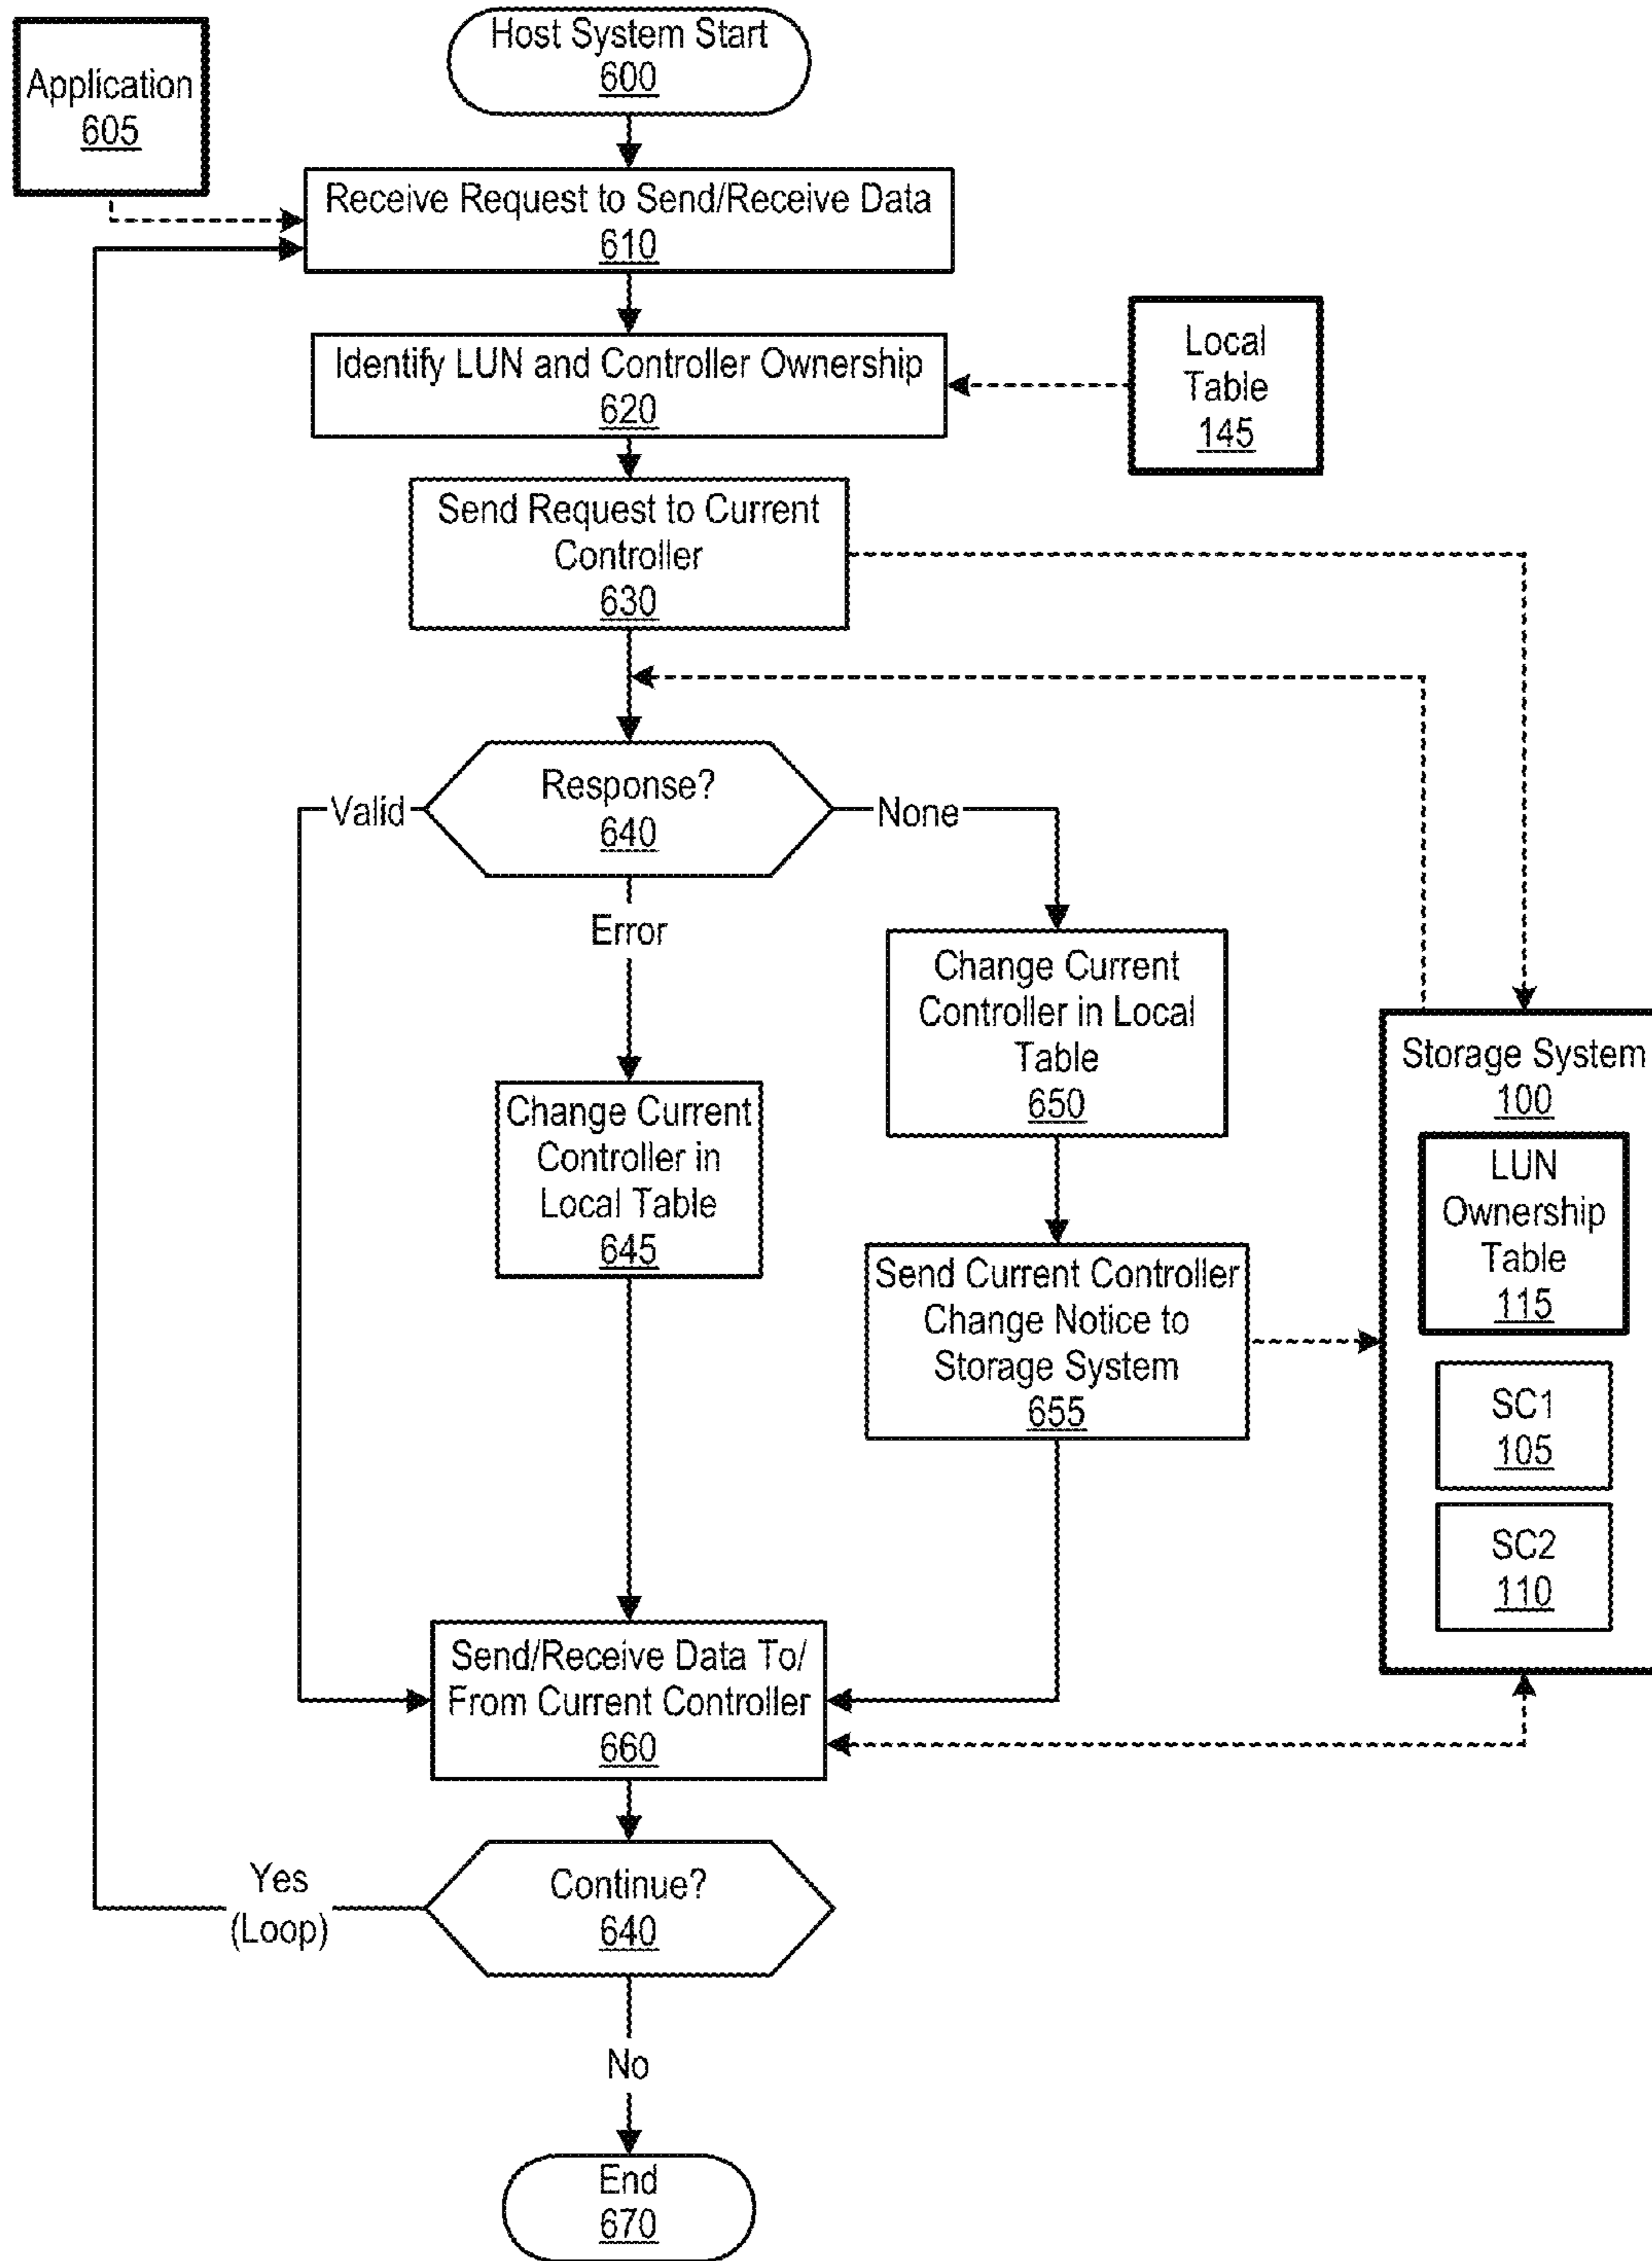 Host System Start
600
Application
605
Receive Request to Send/Receive Data
610
Identify LUN and Controller Ownership
620
Local
Table
145
Send Request to Current
Controller
630
Response?
640
Valid
None
Error
Change Current
Controller in Local
Table
650
Change Current
Controller in
Local Table
645
Storage System
100
LUN
Ownership
Table
115
Send Current Controller
Change Notice to
Storage System
655
SC1
105
SC2
110
Send/Receive Data To/
From Current Controller
660
Continue?
640
Yes
(Loop)
No
End
670